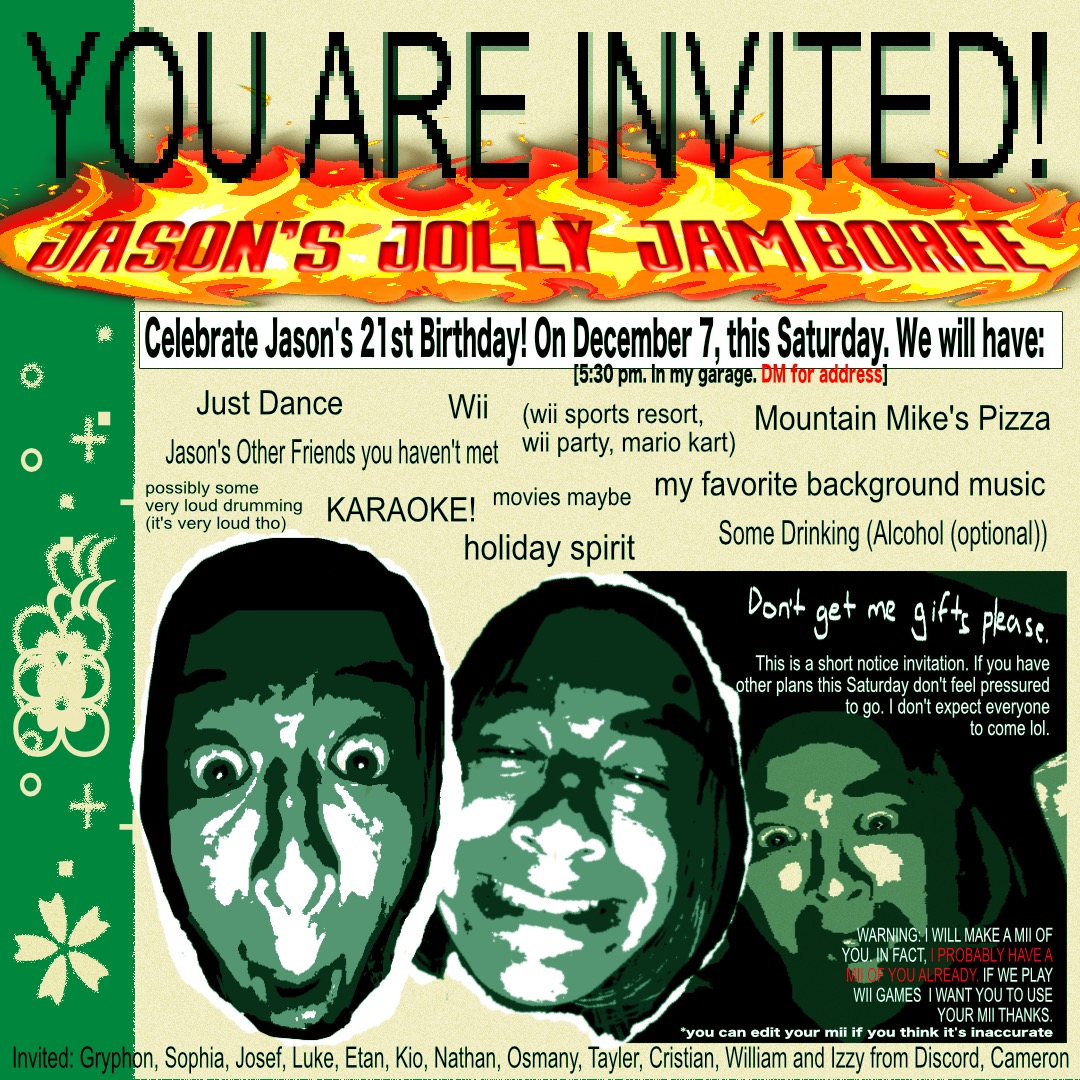 YOU ARE INVITED!
JASON'S JOLLY JAMBOREE
Celebrate Jason's 21st Birthday! On December 7, this Saturday. We will have:
[5:30 pm. In my garage. DM for address]
Just Dance
Wii
(wii sports resort,
wii party, mario kart)
Mountain Mike's Pizza
Jason's Other Friends you haven't met
possibly some
very loud drumming
(it's very loud tho)
KARAOKE!
movies maybe
my favorite background music
holiday spirit
Some Drinking (Alcohol (optional))
Don't get me gifts please.
This is a short notice invitation. If you have
other plans this Saturday don't feel pressured
to go. I don't expect everyone
to come lol.
WARNING: I WILL MAKE A MII OF
YOU. IN FACT, I PROBABLY HAVE A
MII OF YOU ALREADY. IF WE PLAY
WII GAMES I WANT YOU TO USE
YOUR MII THANKS.
*you can edit your mii if you think it's inaccurate
Invited: Gryphon, Sophia, Josef, Luke, Etan, Kio, Nathan, Osmany, Tayler, Cristian, William and Izzy from Discord, Cameron